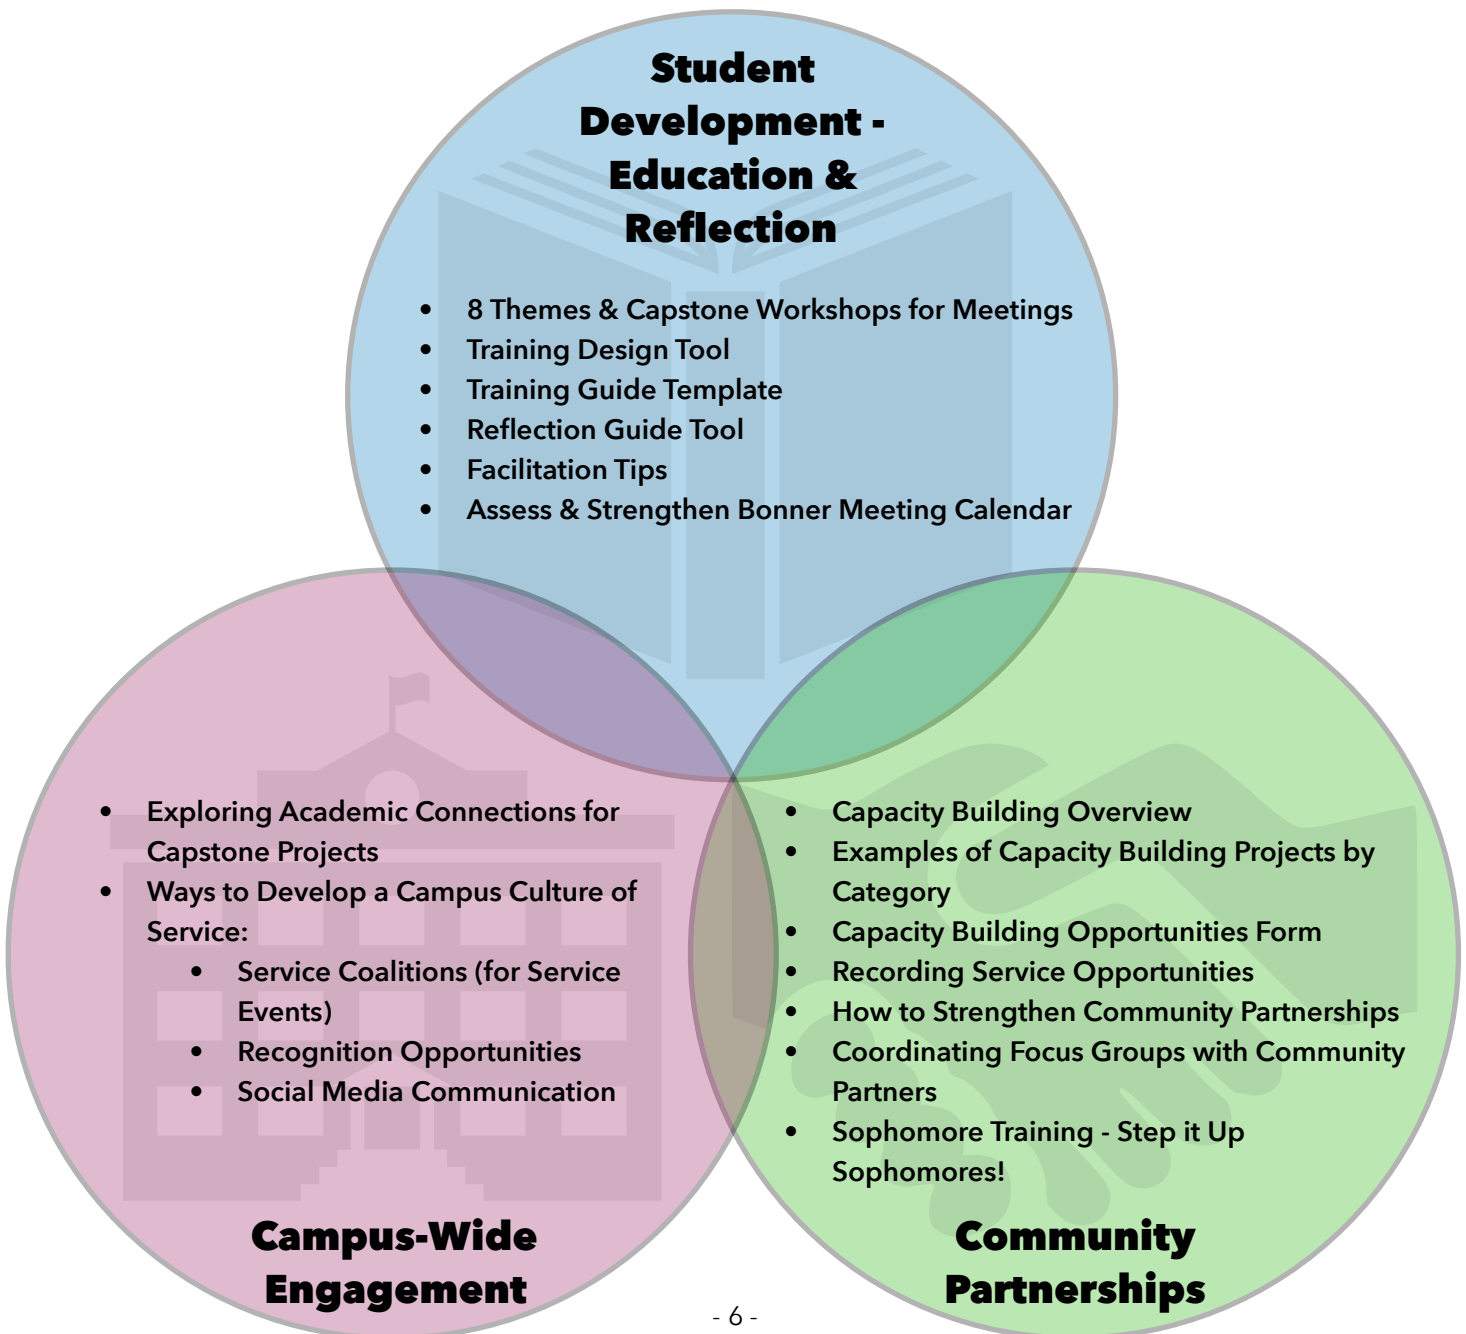 Student
Development -
Education &
Reflection
• 8 Themes & Capstone Workshops for Meetings
• Training Design Tool
• Training Guide Template
• Reflection Guide Tool
• Facilitation Tips
• Assess & Strengthen Bonner Meeting Calendar
• Exploring Academic Connections for
Capstone Projects
• Ways to Develop a Campus Culture of
Service:
• Service Coalitions (for Service
Events)
• Recognition Opportunities
• Social Media Communication
Campus-Wide
Engagement
• Capacity Building Overview
• Examples of Capacity Building Projects by
Category
• Capacity Building Opportunities Form
• Recording Service Opportunities
• How to Strengthen Community Partnerships
• Coordinating Focus Groups with Community
Partners
• Sophomore Training - Step it Up
Sophomores!
Community
Partnerships
- 6 -